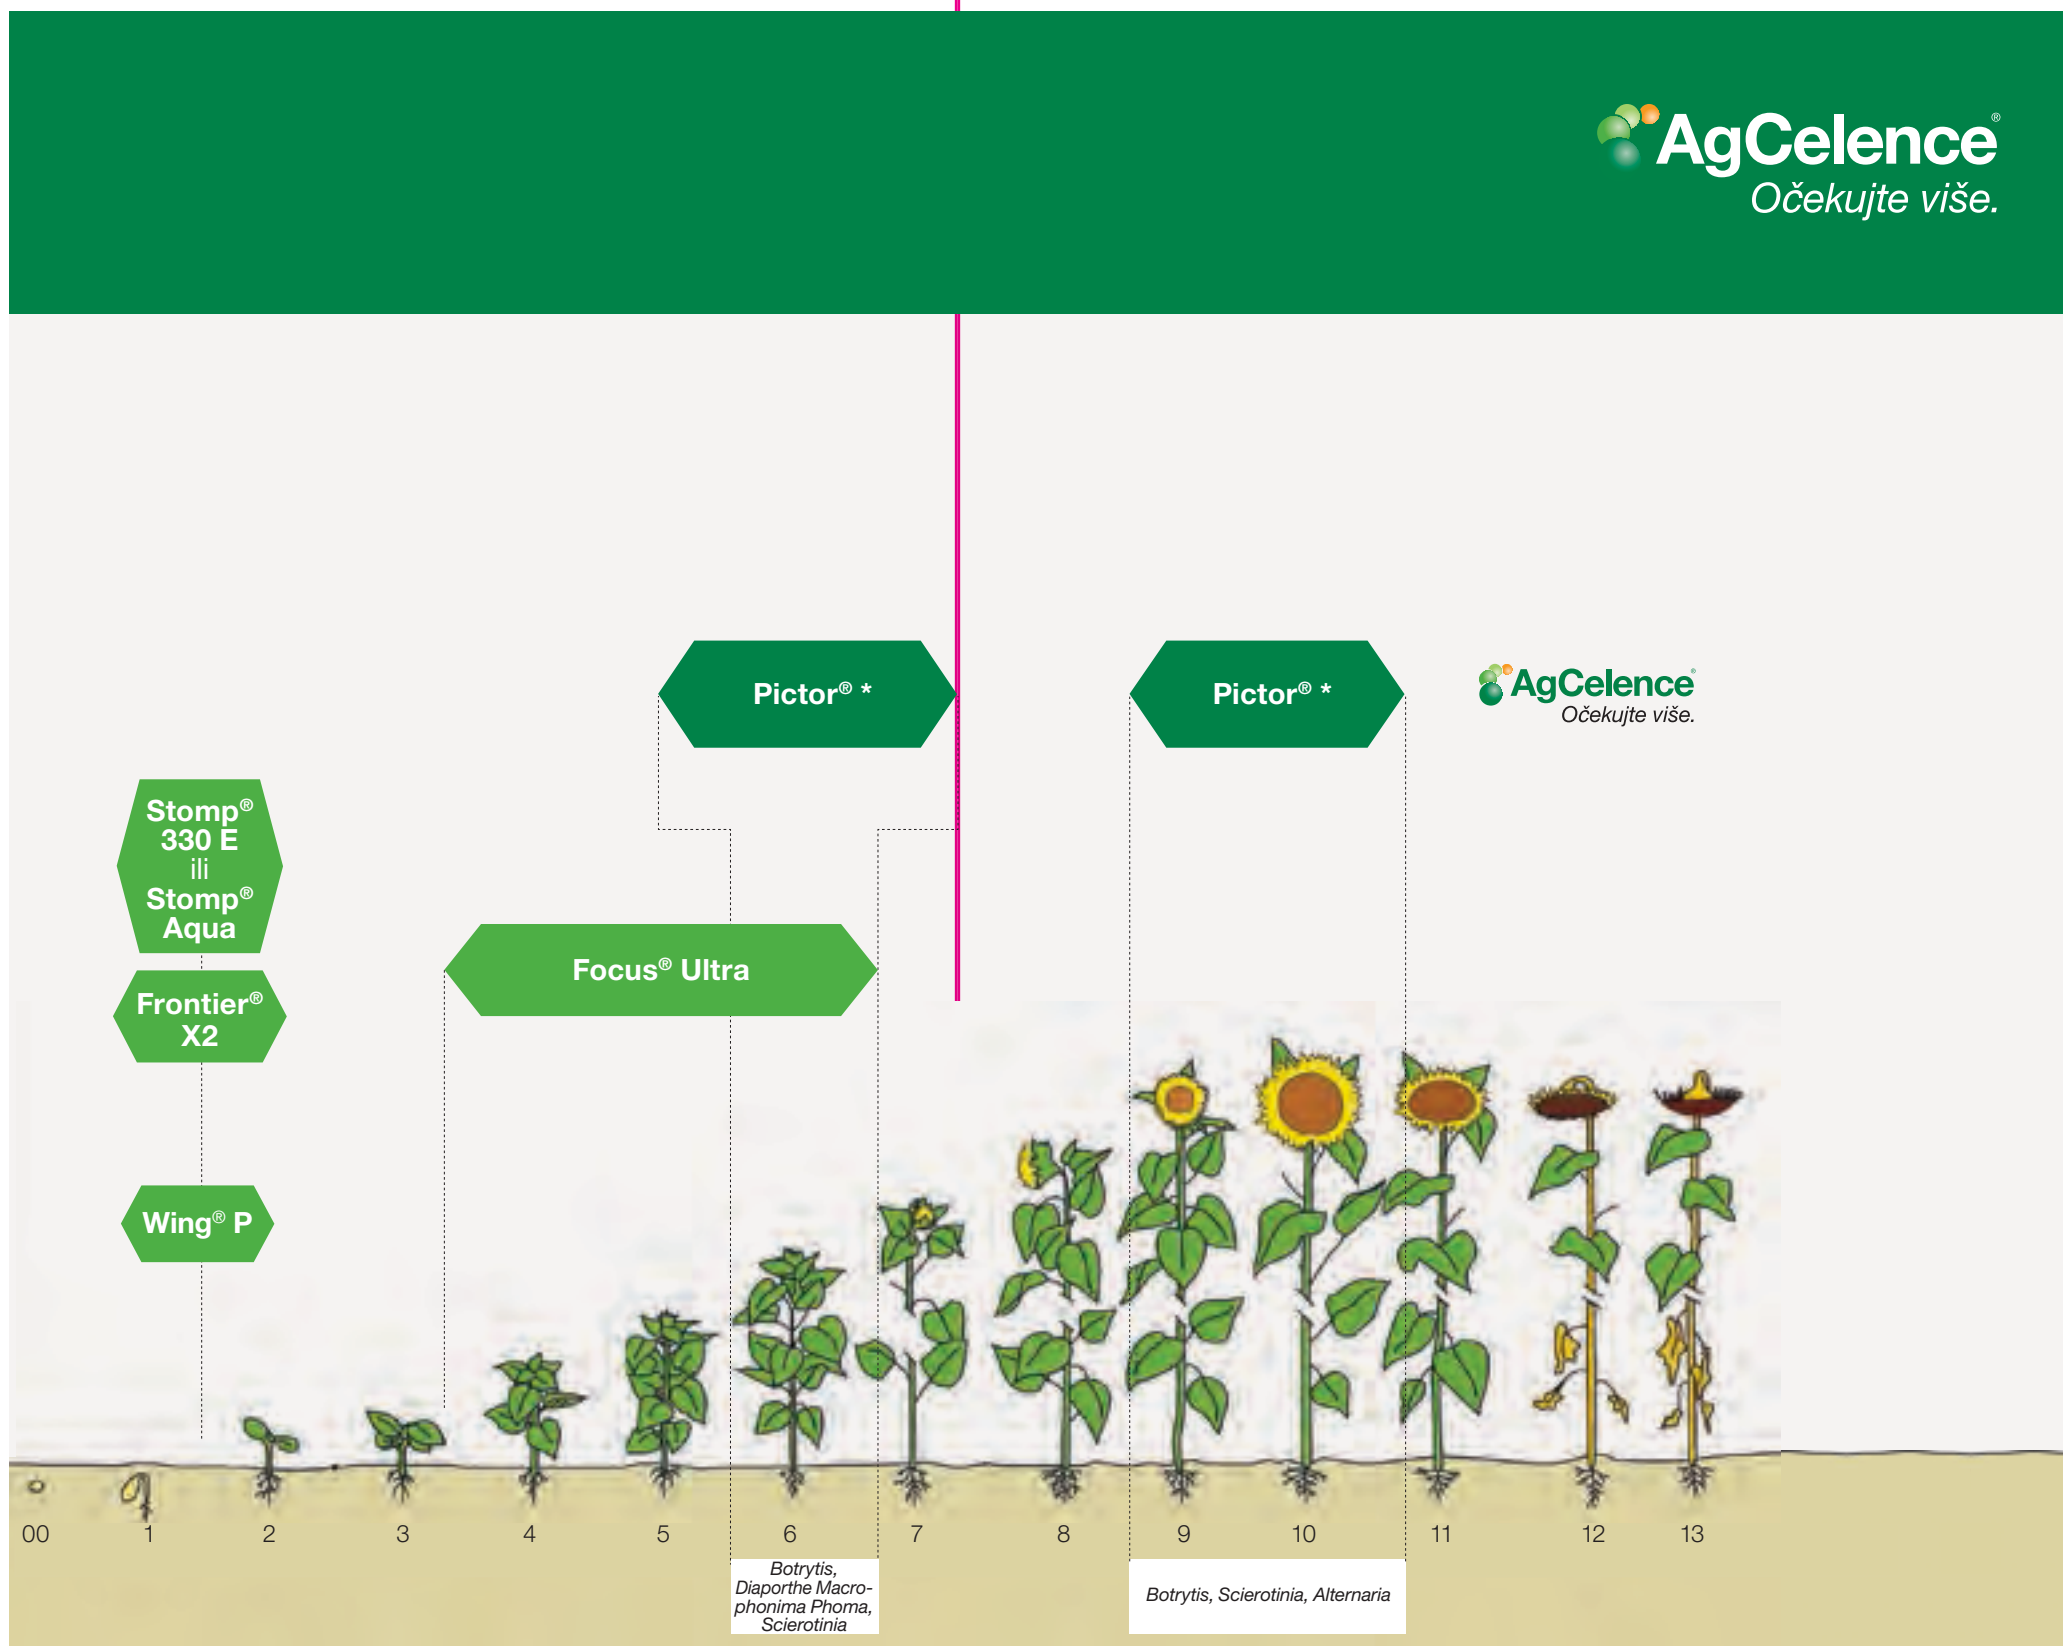 AgCelence®
Očekujte više.
Pictor® *
Pictor® *
AgCelence®
Očekujte više.
Stomp®
330 E
ili
Stomp®
Aqua
Focus® Ultra
Frontier®
X2
Wing® P
00 1 2 3 4 5 6 7 8 9 10 11 12 13
Botrytis,
Diaporthe Macro-
phonima Phoma,
Scierotinia
Botrytis, Scierotinia, Alternaria